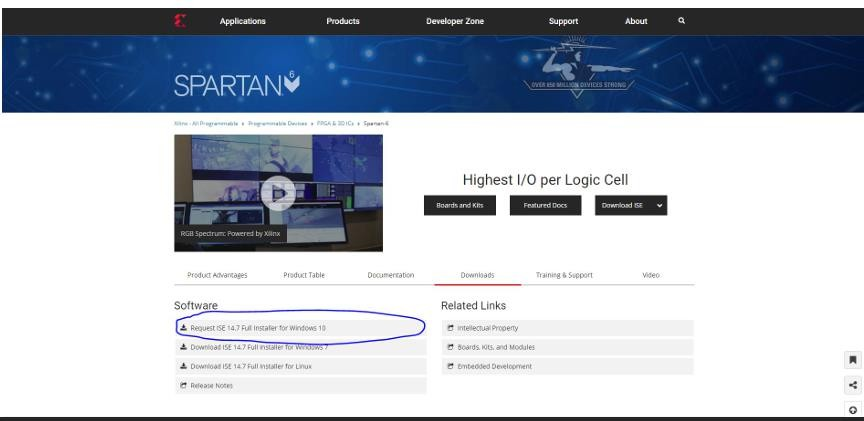 Applications Products Developer Zone Support About
SPARTAN 6
OVER 850 MILLION DEVICES STRONG
Xilinx - All Programmable Programmable Devices FPGA & 3D ICs Spartan-6
Highest I/O per Logic Cell
Boards and Kits Featured Docs Download ISE
RGB Spectrum: Powered by Xilinx
Product Advantages Product Table Documentation Downloads Training & Support Video
Software Related Links
Request ISE 14.7 Full Installer for Windows 10 Intellectual Property
Download ISE 14.7 Full Installer for Windows 7 Boards, Kits, and Modules
Download ISE 14.7 Full Installer for Linux Embedded Development
Release Notes